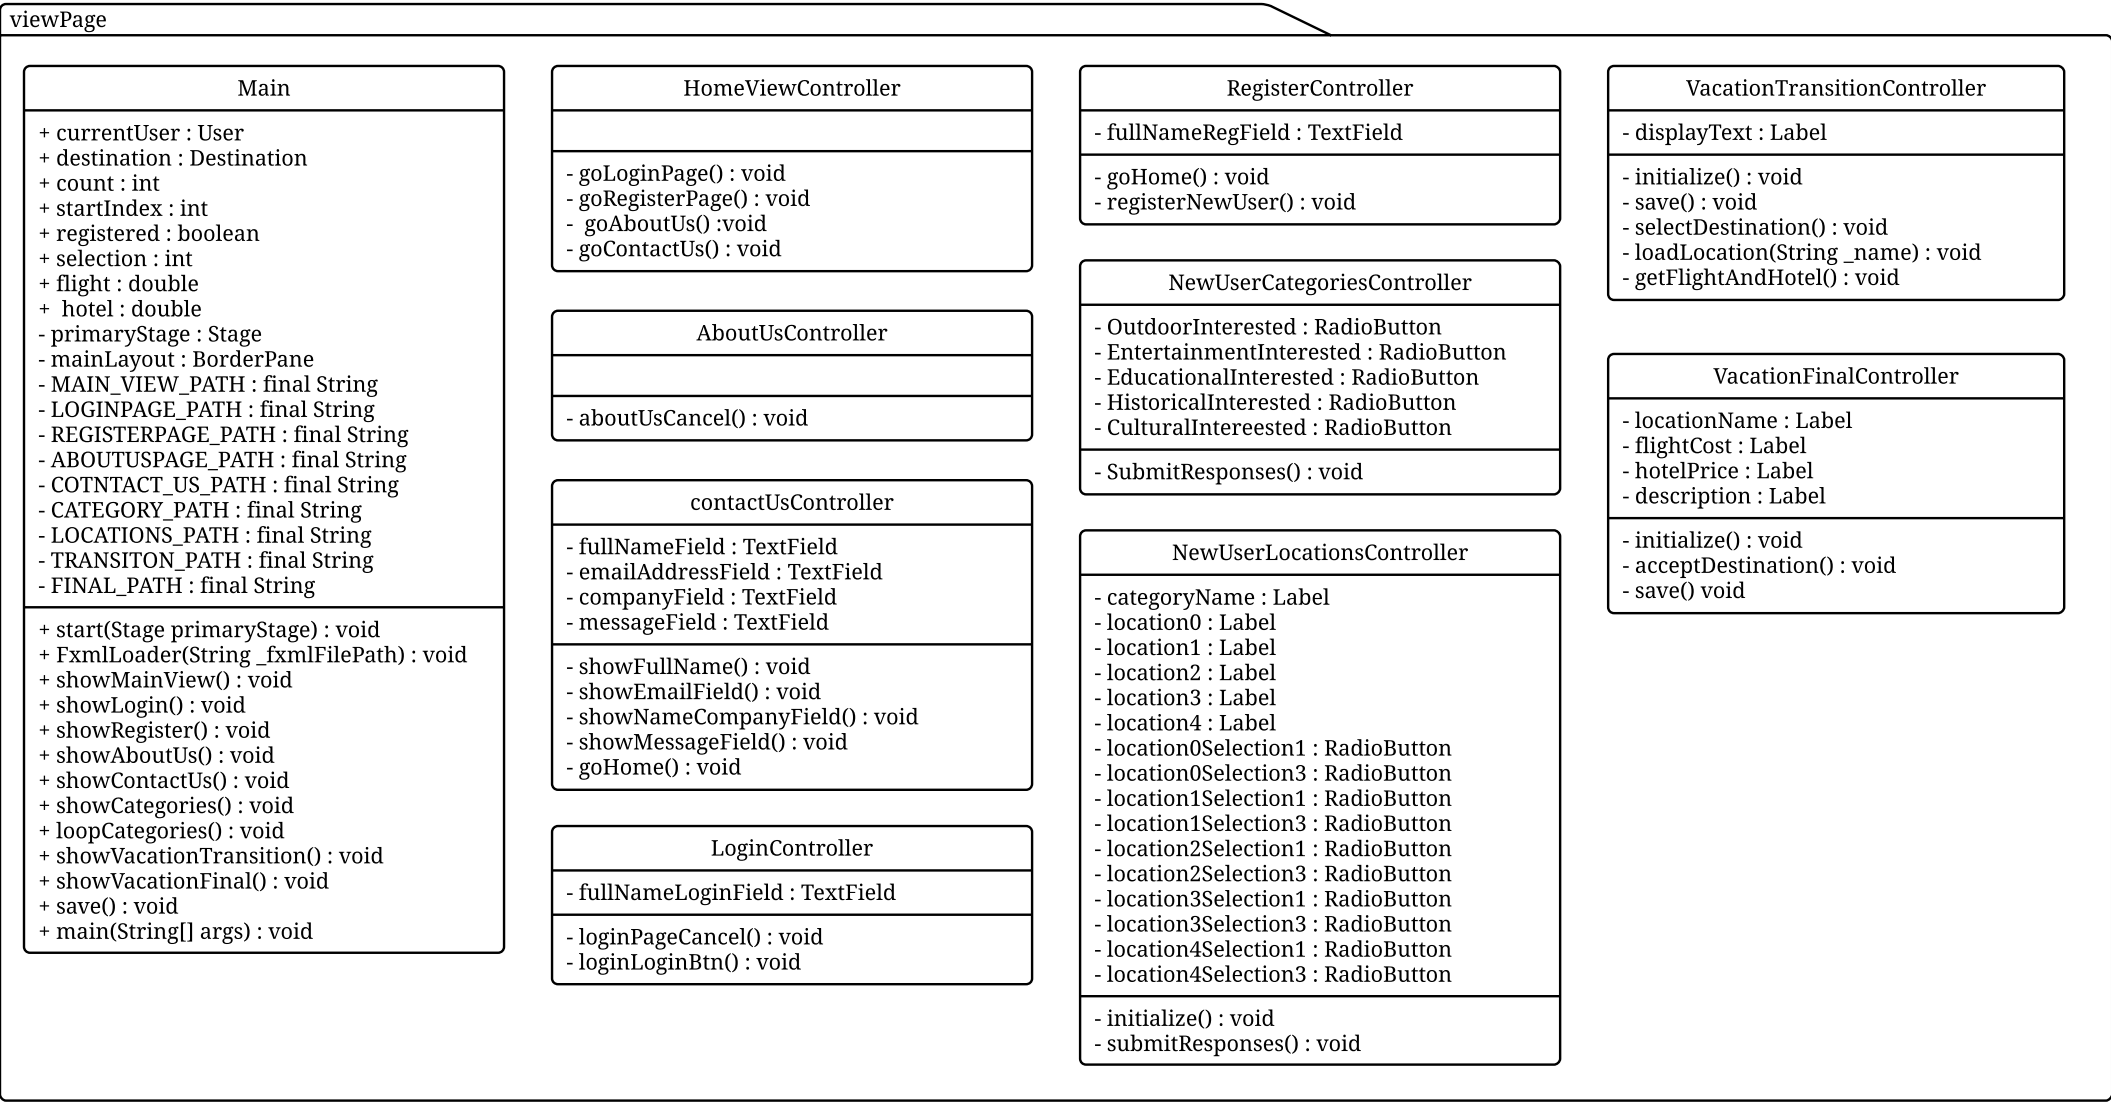 viewPage
Main
+ currentUser : User
+ destination : Destination
+ count : int
+ startIndex : int
+ registered : boolean
+ selection : int
+ flight : double
+  hotel : double
- primaryStage : Stage
- mainLayout : BorderPane
- MAIN_VIEW_PATH : final String
- LOGINPAGE_PATH : final String
- REGISTERPAGE_PATH : final String
- ABOUTUSPAGE_PATH : final String
- COTNTACT_US_PATH : final String
- CATEGORY_PATH : final String
- LOCATIONS_PATH : final String
- TRANSITON_PATH : final String
- FINAL_PATH : final String
+ start(Stage primaryStage) : void
+ FxmlLoader(String _fxmlFilePath) : void
+ showMainView() : void
+ showLogin() : void
+ showRegister() : void
+ showAboutUs() : void
+ showContactUs() : void
+ showCategories() : void
+ loopCategories() : void
+ showVacationTransition() : void
+ showVacationFinal() : void
+ save() : void
+ main(String[] args) : void
HomeViewController
- goLoginPage() : void
- goRegisterPage() : void
-  goAboutUs() :void
- goContactUs() : void
AboutUsController
- aboutUsCancel() : void
contactUsController
- fullNameField : TextField
- emailAddressField : TextField
- companyField : TextField
- messageField : TextField
- showFullName() : void
- showEmailField() : void
- showNameCompanyField() : void
- showMessageField() : void
- goHome() : void
LoginController
- fullNameLoginField : TextField
- loginPageCancel() : void
- loginLoginBtn() : void
RegisterController
- fullNameRegField : TextField
- goHome() : void
- registerNewUser() : void
NewUserCategoriesController
- OutdoorInterested : RadioButton
- EntertainmentInterested : RadioButton
- EducationalInterested : RadioButton
- HistoricalInterested : RadioButton
- CulturalIntereested : RadioButton
- SubmitResponses() : void
NewUserLocationsController
- categoryName : Label
- location0 : Label
- location1 : Label
- location2 : Label
- location3 : Label
- location4 : Label
- location0Selection1 : RadioButton
- location0Selection3 : RadioButton
- location1Selection1 : RadioButton
- location1Selection3 : RadioButton
- location2Selection1 : RadioButton
- location2Selection3 : RadioButton
- location3Selection1 : RadioButton
- location3Selection3 : RadioButton
- location4Selection1 : RadioButton
- location4Selection3 : RadioButton
- initialize() : void
- submitResponses() : void
VacationTransitionController
- displayText : Label
- initialize() : void
- save() : void
- selectDestination() : void
- loadLocation(String _name) : void
- getFlightAndHotel() : void
VacationFinalController
- locationName : Label
- flightCost : Label
- hotelPrice : Label
- description : Label
- initialize() : void
- acceptDestination() : void
- save() void